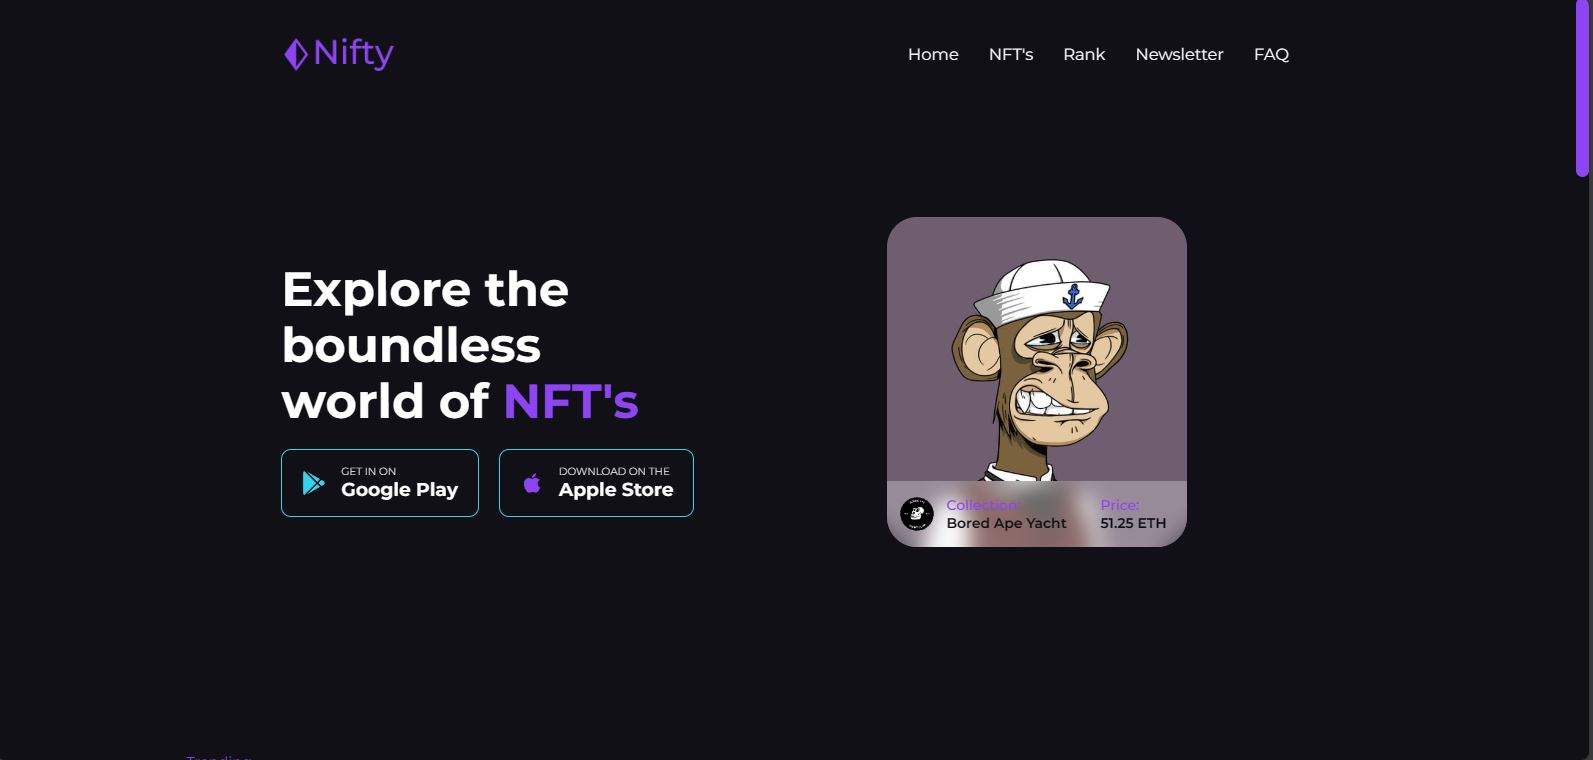 Nifty
Home NFT's Rank Newsletter FAQ
Explore the
boundless
world of NFT's
GET IN ON
Google Play
DOWNLOAD ON THE
Apple Store
Collection:
Bored Ape Yacht
Price:
51.25 ETH
Trending